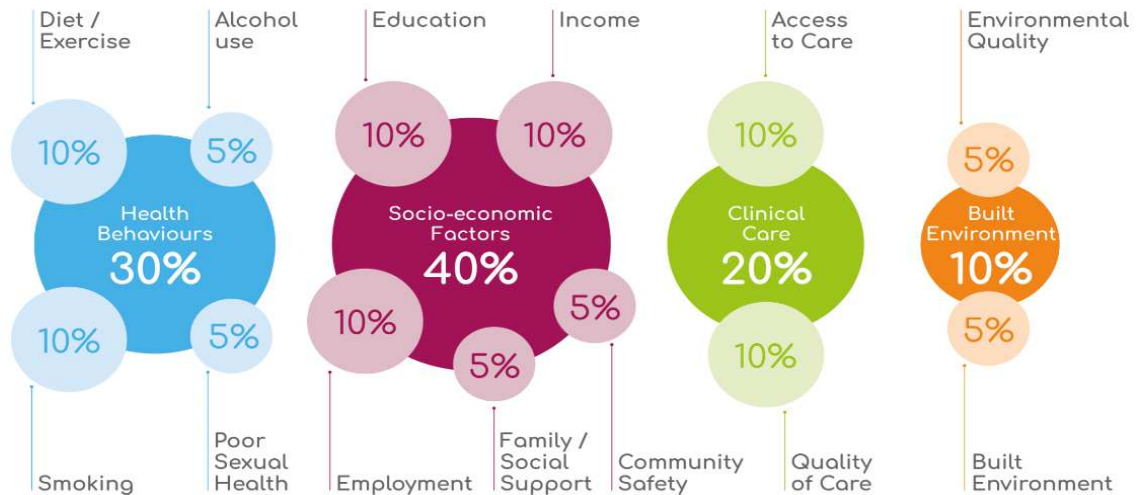 Diet /
Exercise
Alcohol
use
Education
Income
Access
to Care
Environmental
Quality
10%
5%
10%
10%
10%
5%
Health
Behaviours
30%
Socio-economic
Factors
40%
Clinical
Care
20%
Built
Environment
10%
10%
5%
10%
5%
5%
10%
5%
Smoking
Poor
Sexual
Health
Employment
Family /
Social
Support
Community
Safety
Quality
of Care
Built
Environment